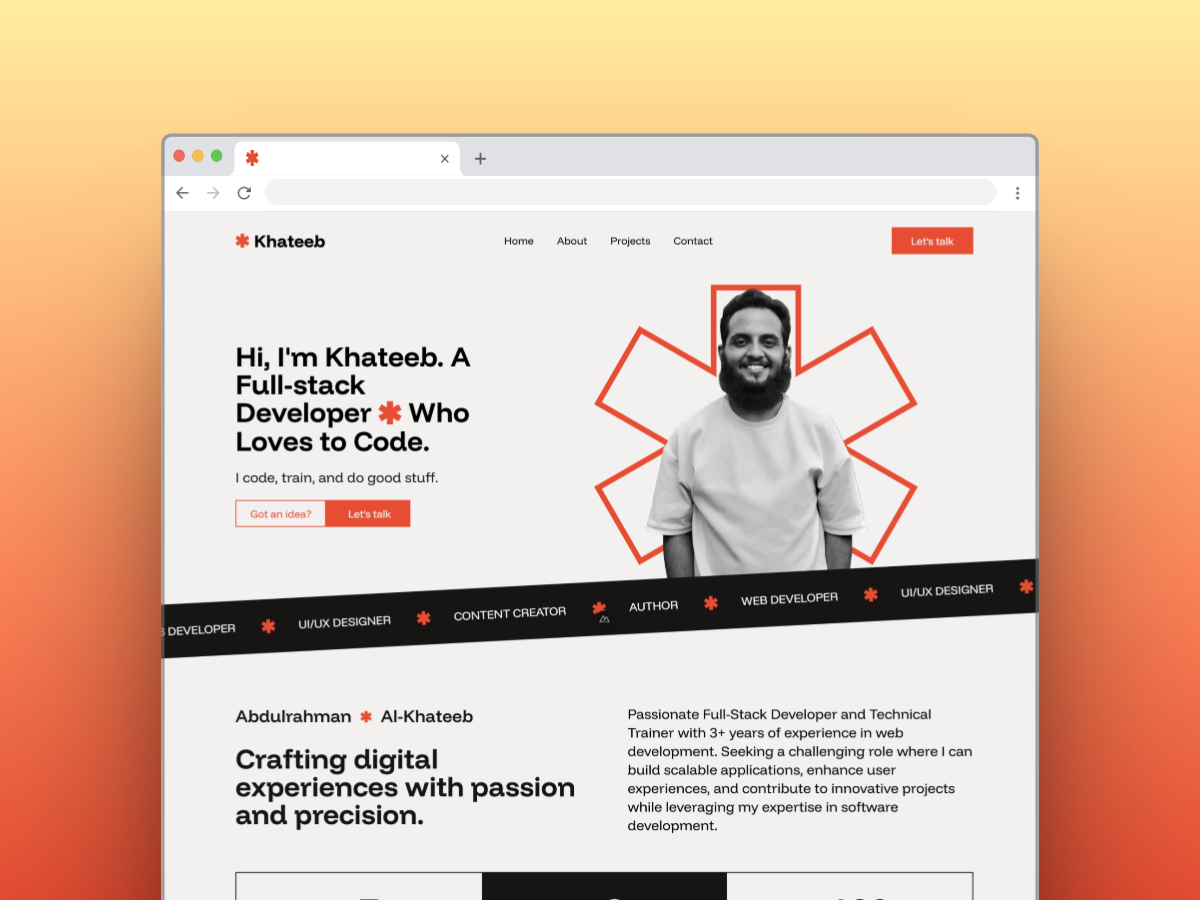 Khateeb
Home About Projects Contact
Let's talk
Hi, I'm Khateeb. A
Full-stack
Developer Who
Loves to Code.
I code, train, and do good stuff.
Got an idea? Let's talk
DEVELOPER UI/UX DESIGNER CONTENT CREATOR AUTHOR WEB DEVELOPER UI/UX DESIGNER
Abdulrahman Al-Khateeb
Crafting digital
experiences with passion
and precision.
Passionate Full-Stack Developer and Technical
Trainer with 3+ years of experience in web
development. Seeking a challenging role where I can
build scalable applications, enhance user
experiences, and contribute to innovative projects
while leveraging my expertise in software
development.